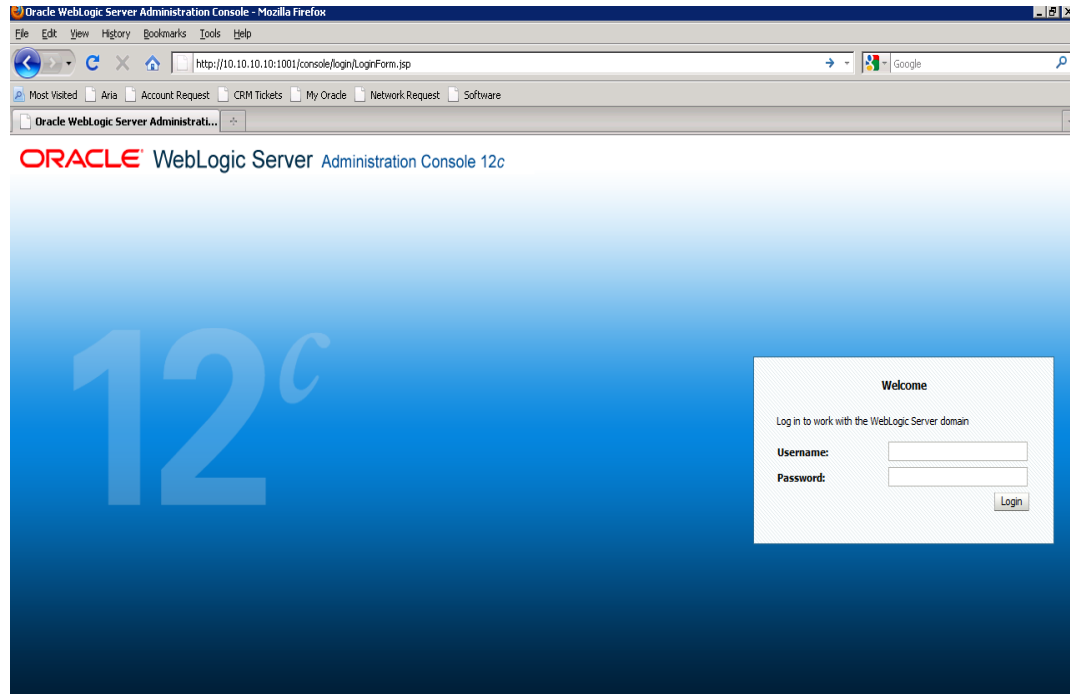 Oracle WebLogic Server Administration Console - Mozilla Firefox
File Edit View History Bookmarks Tools Help
http://10.10.10.10:1001/console/login/LoginForm.jsp
Google
Most Visited Aria Account Request CRM Tickets My Oracle Network Request Software
Oracle WebLogic Server Administrati...
ORACLE WebLogic Server Administration Console 12c
12c
Welcome
Log in to work with the WebLogic Server domain
Username:
Password:
Login